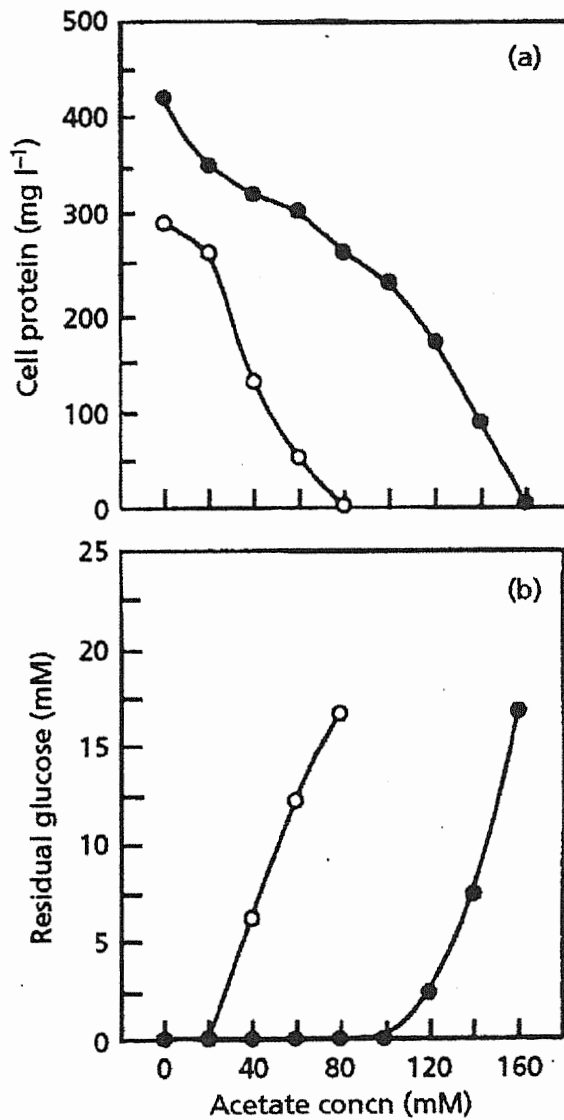 500
(a)
400
300
200
100
0
Cell protein (mg l⁻¹)
25
(b)
20
15
10
5
0
Residual glucose (mM)
0 40 80 120 160
Acetate concn (mM)